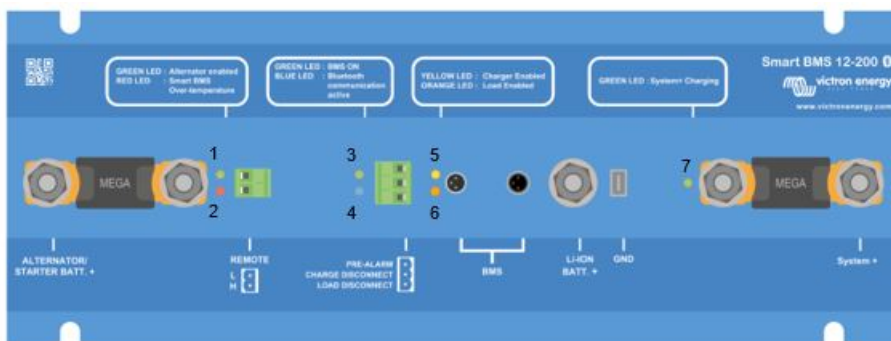 GREEN LED : Alternator enabled
RED LED : Smart BMS
Over-temperature
GREEN LED : BMS ON
BLUE LED : Bluetooth
communication
active
YELLOW LED : Charger Enabled
ORANGE LED : Load Enabled
GREEN LED : System+ Charging
Smart BMS 12-200
victron energy
BLUE POWER
www.victronenergy.com
1
2
3
4
5
6
7
MEGA
MEGA
ALTERNATOR/
STARTER BATT. +
REMOTE
L
H
PRE-ALARM
CHARGE DISCONNECT
LOAD DISCONNECT
BMS
Li-ION
BATT. +
GND
System +